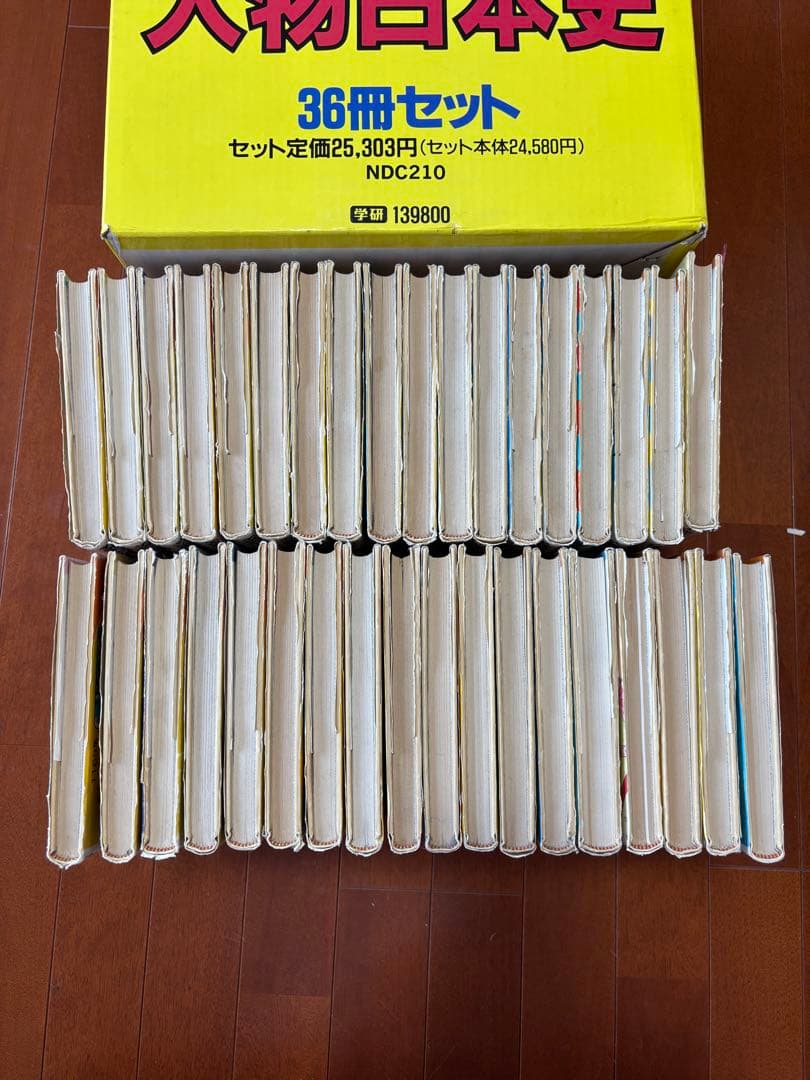 人物日本史
36冊セット
セット定価25,303円(セット本体24,580円)
NDC210
学研 139800